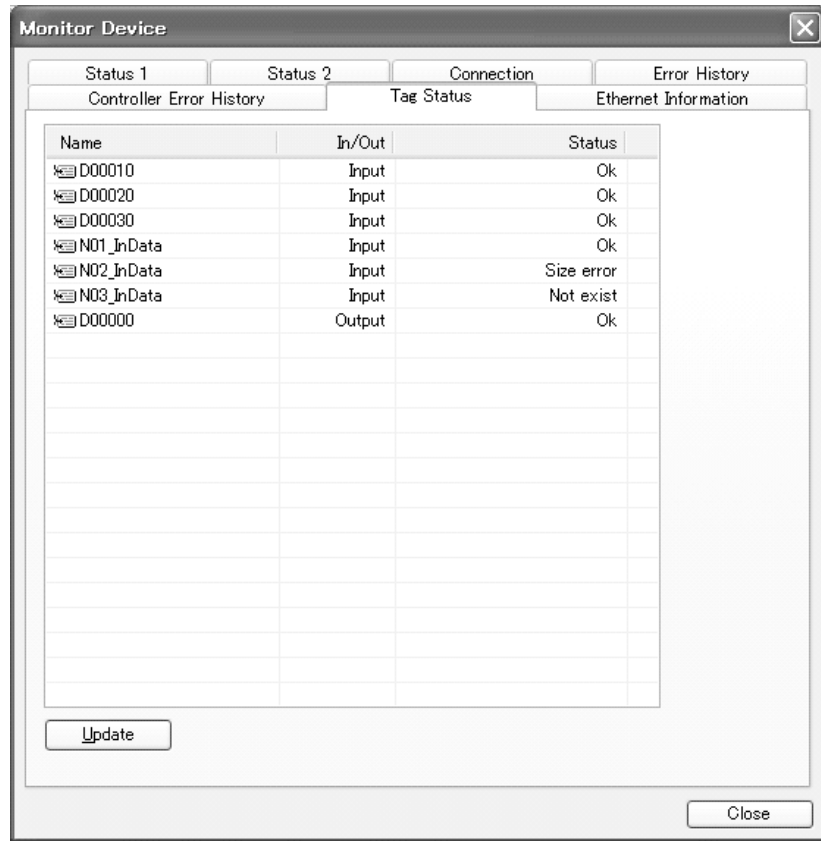 Monitor Device
Status 1 Status 2 Connection Error History
Controller Error History Tag Status Ethernet Information
Name In/Out Status
D00010 Input Ok
D00020 Input Ok
D00030 Input Ok
N01_InData Input Ok
N02_InData Input Size error
N03_InData Input Not exist
D00000 Output Ok
Update
Close